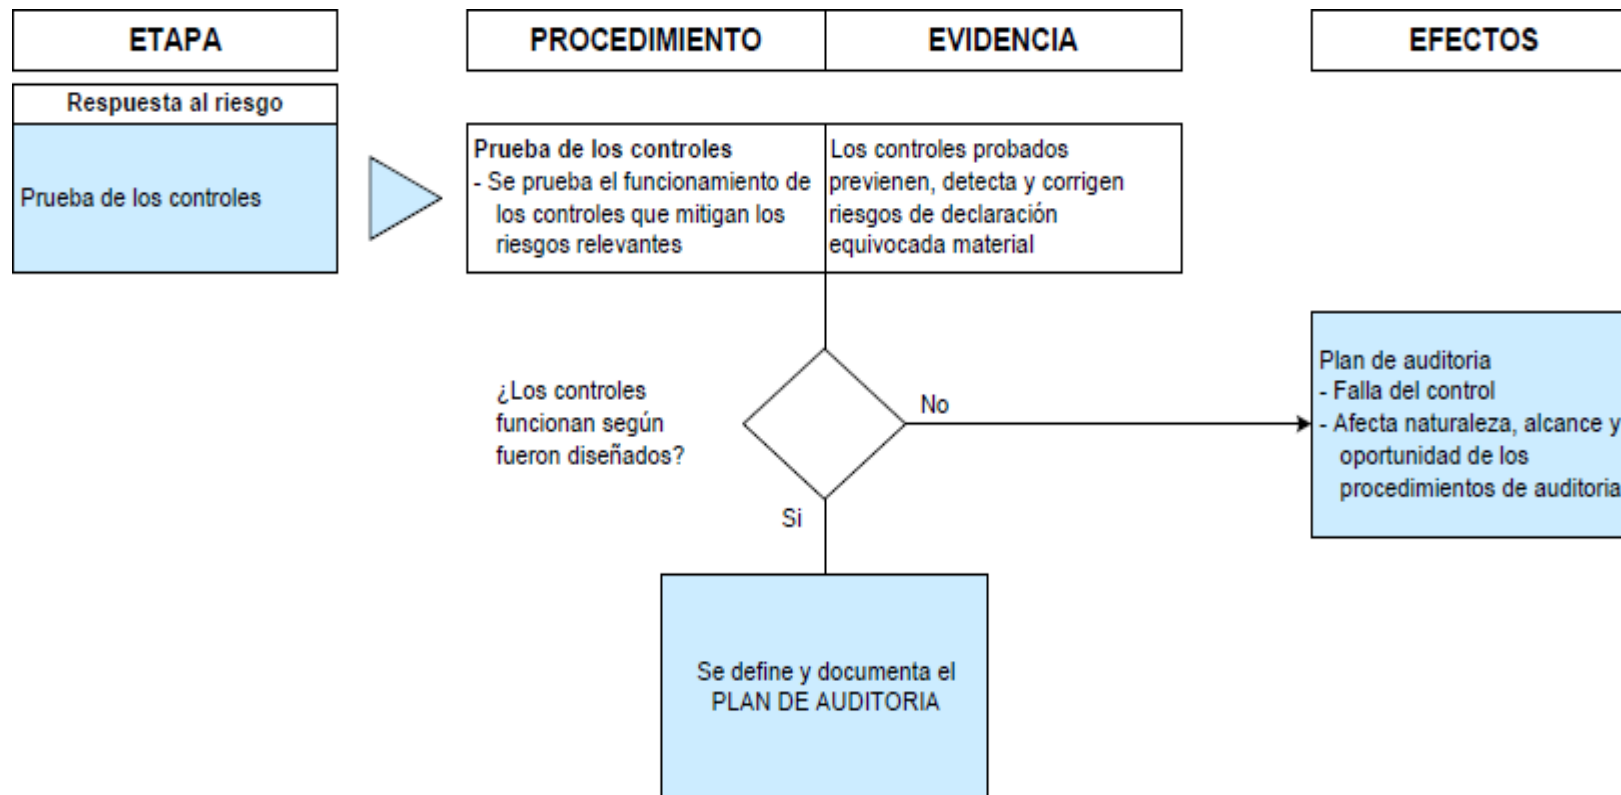 ETAPA
PROCEDIMIENTO
EVIDENCIA
EFECTOS
Respuesta al riesgo
Prueba de los controles
Prueba de los controles
- Se prueba el funcionamiento de
los controles que mitigan los
riesgos relevantes
Los controles probados
previenen, detecta y corrigen
riesgos de declaración
equivocada material
¿Los controles
funcionan según
fueron diseñados?
No
Si
Plan de auditoria
- Falla del control
- Afecta naturaleza, alcance y
oportunidad de los
procedimientos de auditoria
Se define y documenta el
PLAN DE AUDITORIA